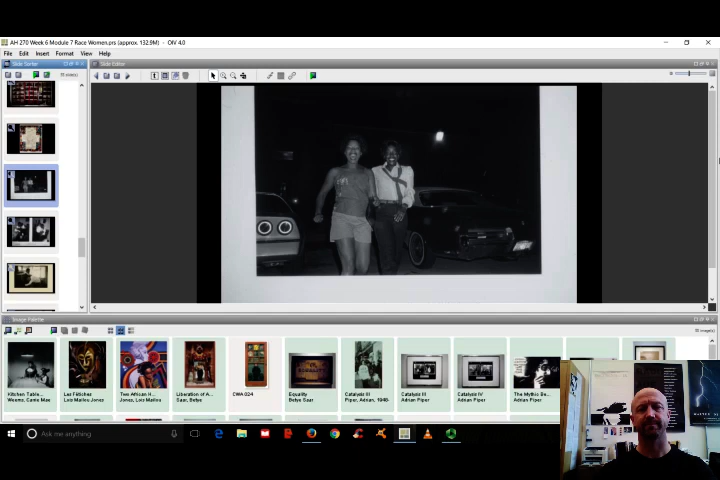 AH 270 Week 6 Module 7 Race Women.prs (approx. 132.9M) - OIV 4.0
File Edit Insert Format View Help
Slide Sorter
Slide Editor
Image Palette
Kitchen Table...
Weems, Carrie Mae
Les Fétiches
Lois Mailou Jones
Two African H...
Lois Mailou
Liberation of A...
Saar, Betye
CWA 024
Equality
Betye Saar
Catalysis III
Piper, Adrian, 1948-
Catalysis III
Adrian Piper
Catalysis IV
Adrian Piper
The Mythic Be...
Adrian Piper
Ask me anything